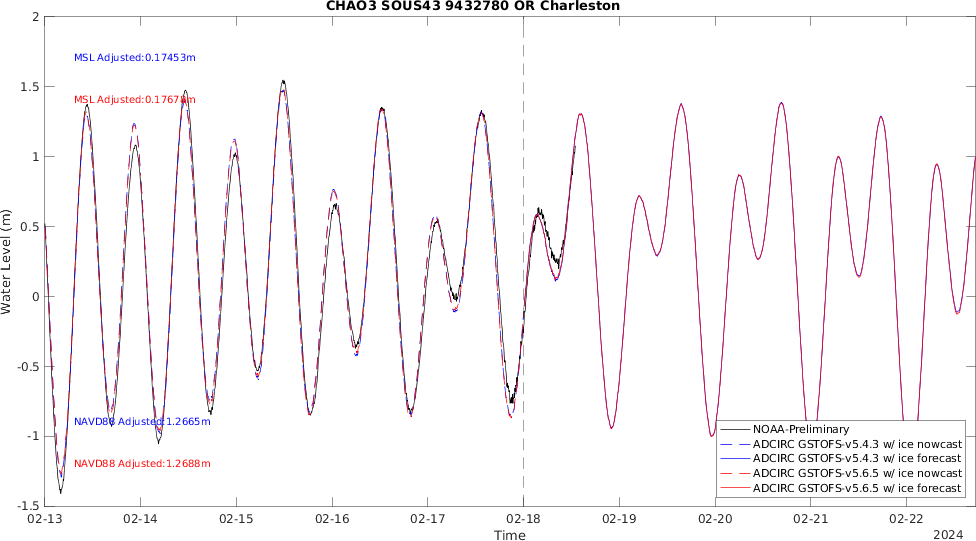 CHAO3 SOUS43 9432780 OR Charleston
Water Level (m)
2
1.5
1
0.5
0
-0.5
-1
-1.5
MSL Adjusted:0.17453m
MSL Adjusted:0.17678m
NAVD88 Adjusted:1.2665m
NAVD88 Adjusted:1.2688m
NOAA-Preliminary
ADCIRC GSTOFS-v5.4.3 w/ ice nowcast
ADCIRC GSTOFS-v5.4.3 w/ ice forecast
ADCIRC GSTOFS-v5.6.5 w/ ice nowcast
ADCIRC GSTOFS-v5.6.5 w/ ice forecast
02-13 02-14 02-15 02-16 02-17 02-18 02-19 02-20 02-21 02-22
Time
2024